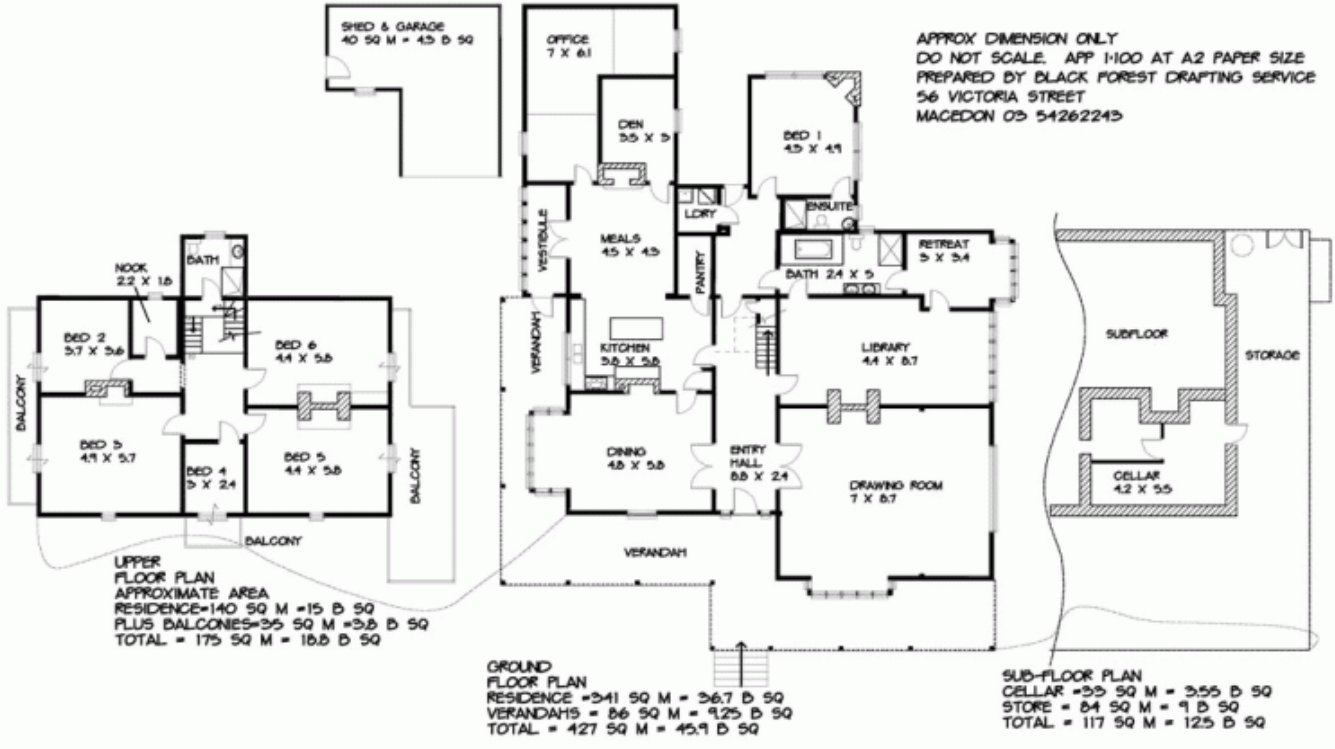 SHED & GARAGE
40 SQ M = 4.3 B SQ
OFFICE
7 X 6.1
APPROX DIMENSION ONLY
DO NOT SCALE. APP 1:100 AT A2 PAPER SIZE
PREPARED BY BLACK FOREST DRAFTING SERVICE
56 VICTORIA STREET
MACEDON 03 54262243
DEN
3.5 X 3
BED 1
4.5 X 4.9
LDRY
ENSUITE
VESTIBULE
MEALS
4.5 X 4.3
PANTRY
BATH 2.4 X 5
RETREAT
3 X 3.4
BATH
NOOK
2.2 X 1.8
BED 2
3.7 X 3.6
BED 6
4.4 X 5.8
VERANDAH
KITCHEN
3.8 X 5.8
LIBRARY
4.4 X 8.7
SUBFLOOR
STORAGE
BALCONY
BED 3
4.9 X 5.7
BED 4
3 X 2.4
BED 5
4.4 X 5.8
BALCONY
DINING
4.8 X 5.8
ENTRY
HALL
8.8 X 2.4
DRAWING ROOM
7 X 8.7
CELLAR
4.2 X 5.5
BALCONY
VERANDAH
UPPER
FLOOR PLAN
APPROXIMATE AREA
RESIDENCE=140 SQ M =15 B SQ
PLUS BALCONIES=35 SQ M =3.8 B SQ
TOTAL = 175 SQ M = 18.8 B SQ
GROUND
FLOOR PLAN
RESIDENCE =341 SQ M = 36.7 B SQ
VERANDAHS = 86 SQ M = 9.25 B SQ
TOTAL = 427 SQ M = 45.9 B SQ
SUB-FLOOR PLAN
CELLAR =33 SQ M = 3.55 B SQ
STORE = 84 SQ M = 9 B SQ
TOTAL = 117 SQ M = 12.5 B SQ